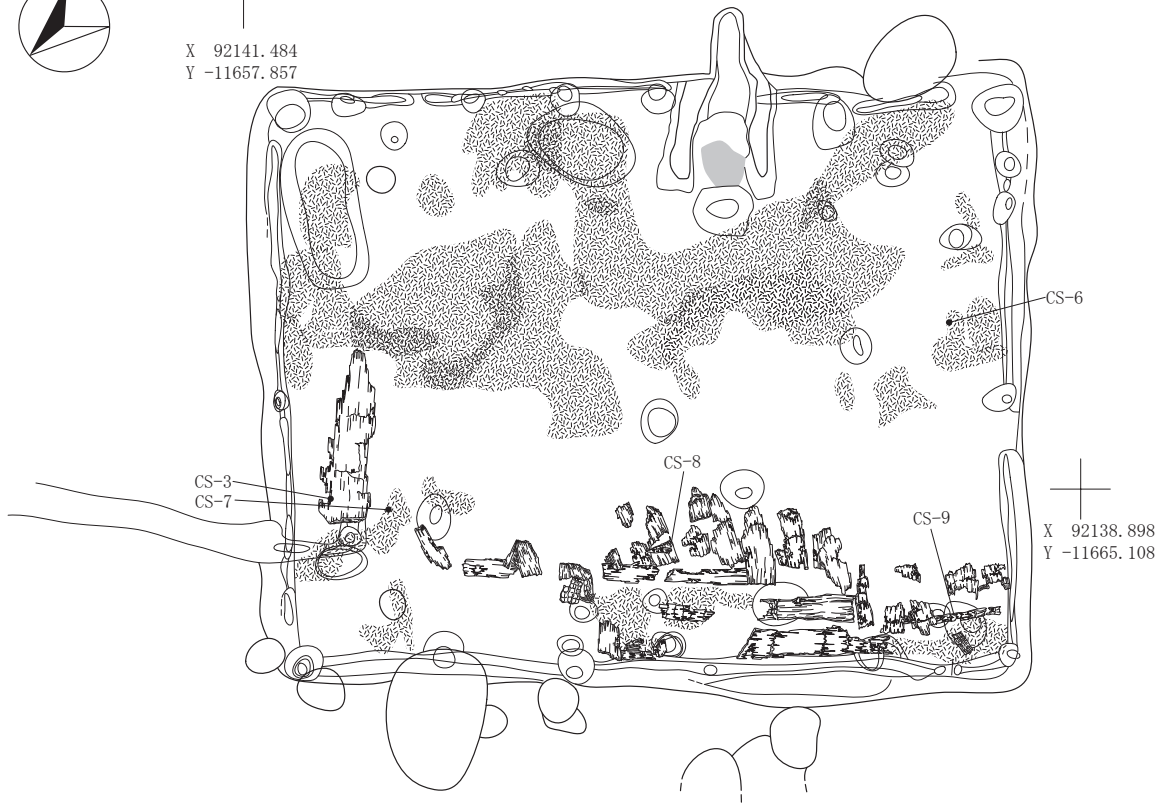 X 92141.484
Y -11657.857
CS-6
CS-3
CS-7
CS-8
CS-9
X 92138.898
Y -11665.108